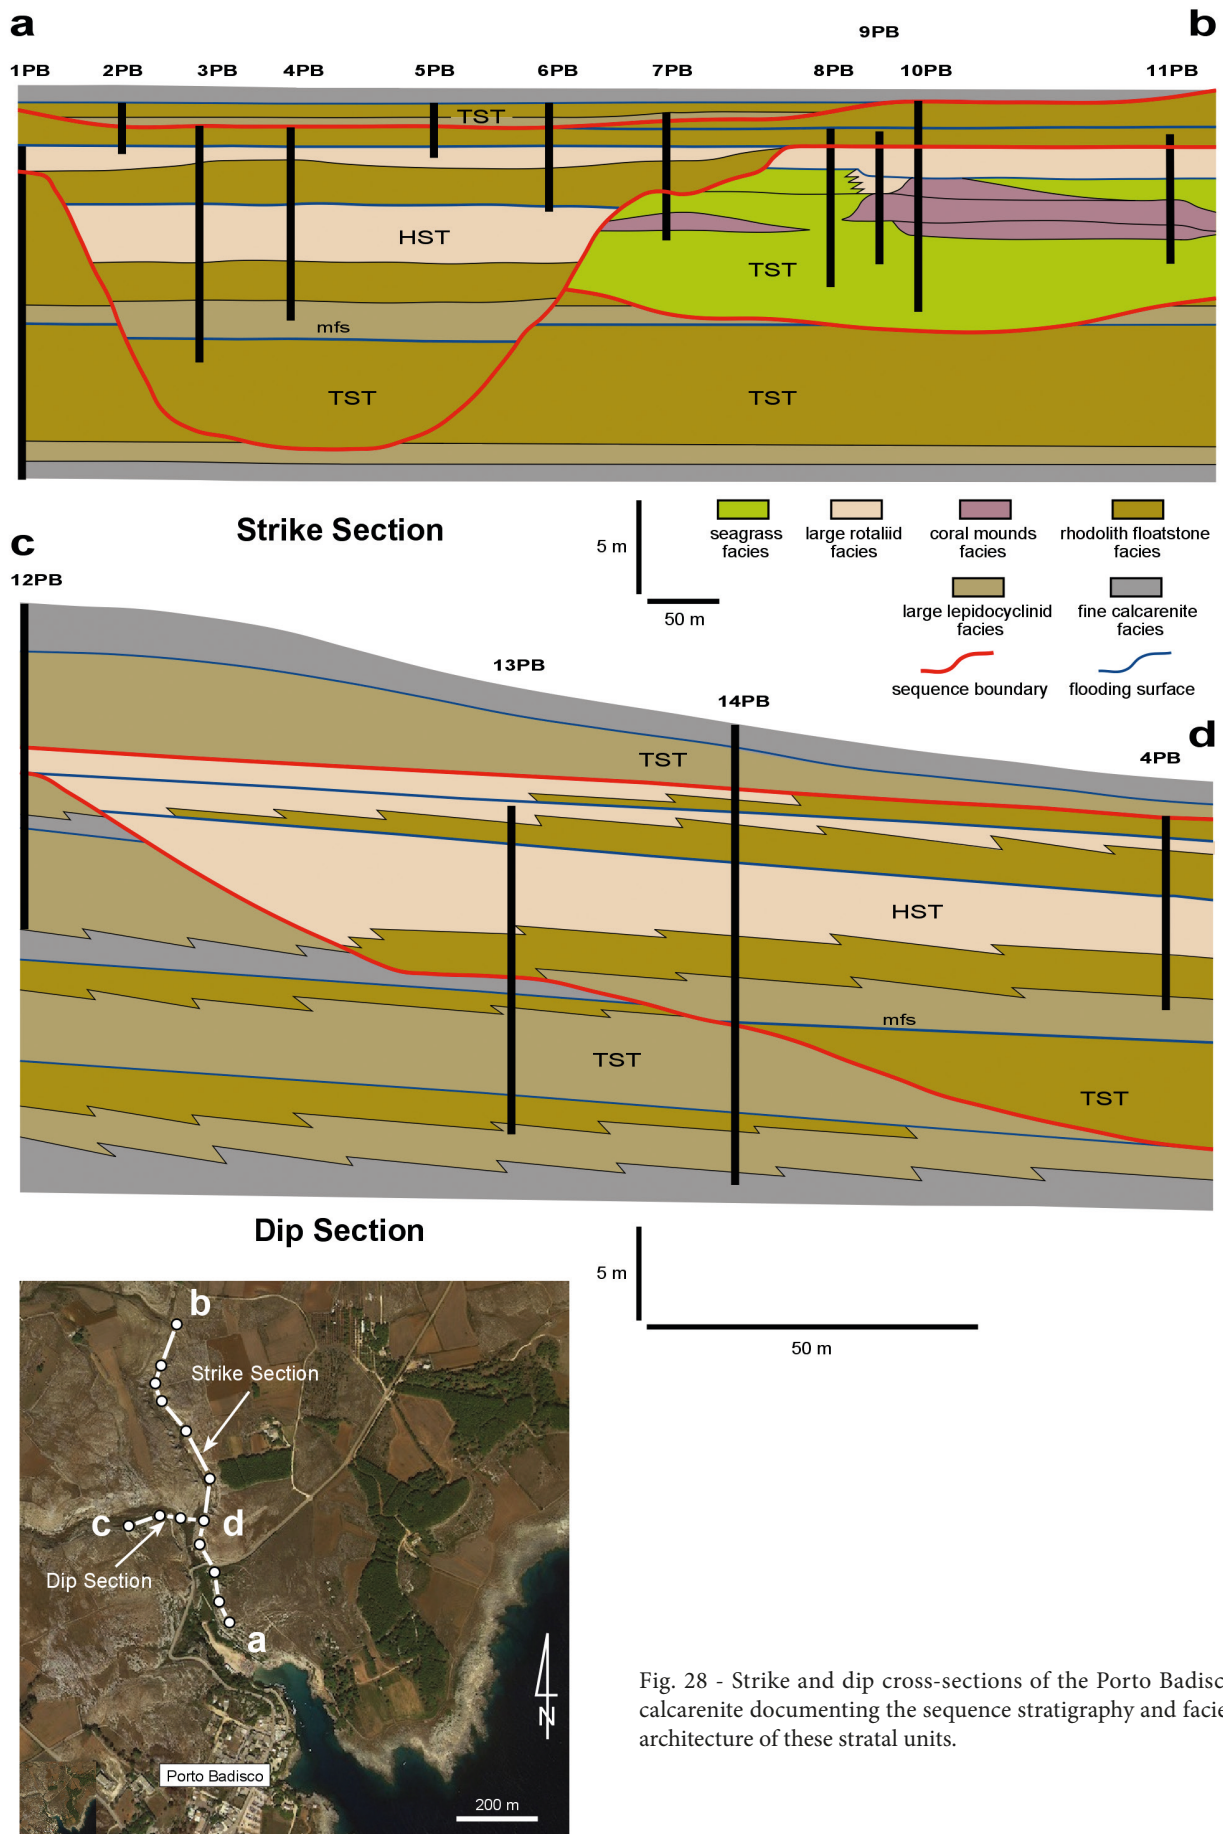 a
b
9PB
1PB 2PB 3PB 4PB 5PB 6PB 7PB 8PB 10PB 11PB
TST
HST
TST
mfs
TST
TST
Strike Section
5 m
50 m
seagrass facies
large rotaliid facies
coral mounds facies
rhodolith floatstone facies
large lepidocyclinid facies
fine calcarenite facies
sequence boundary
flooding surface
c
d
12PB
13PB
14PB
4PB
TST
HST
mfs
TST
TST
Dip Section
5 m
50 m
b
Strike Section
c
d
Dip Section
a
N
Porto Badisco
200 m
Fig. 28 - Strike and dip cross-sections of the Porto Badisc
calcarenite documenting the sequence stratigraphy and facie
architecture of these stratal units.